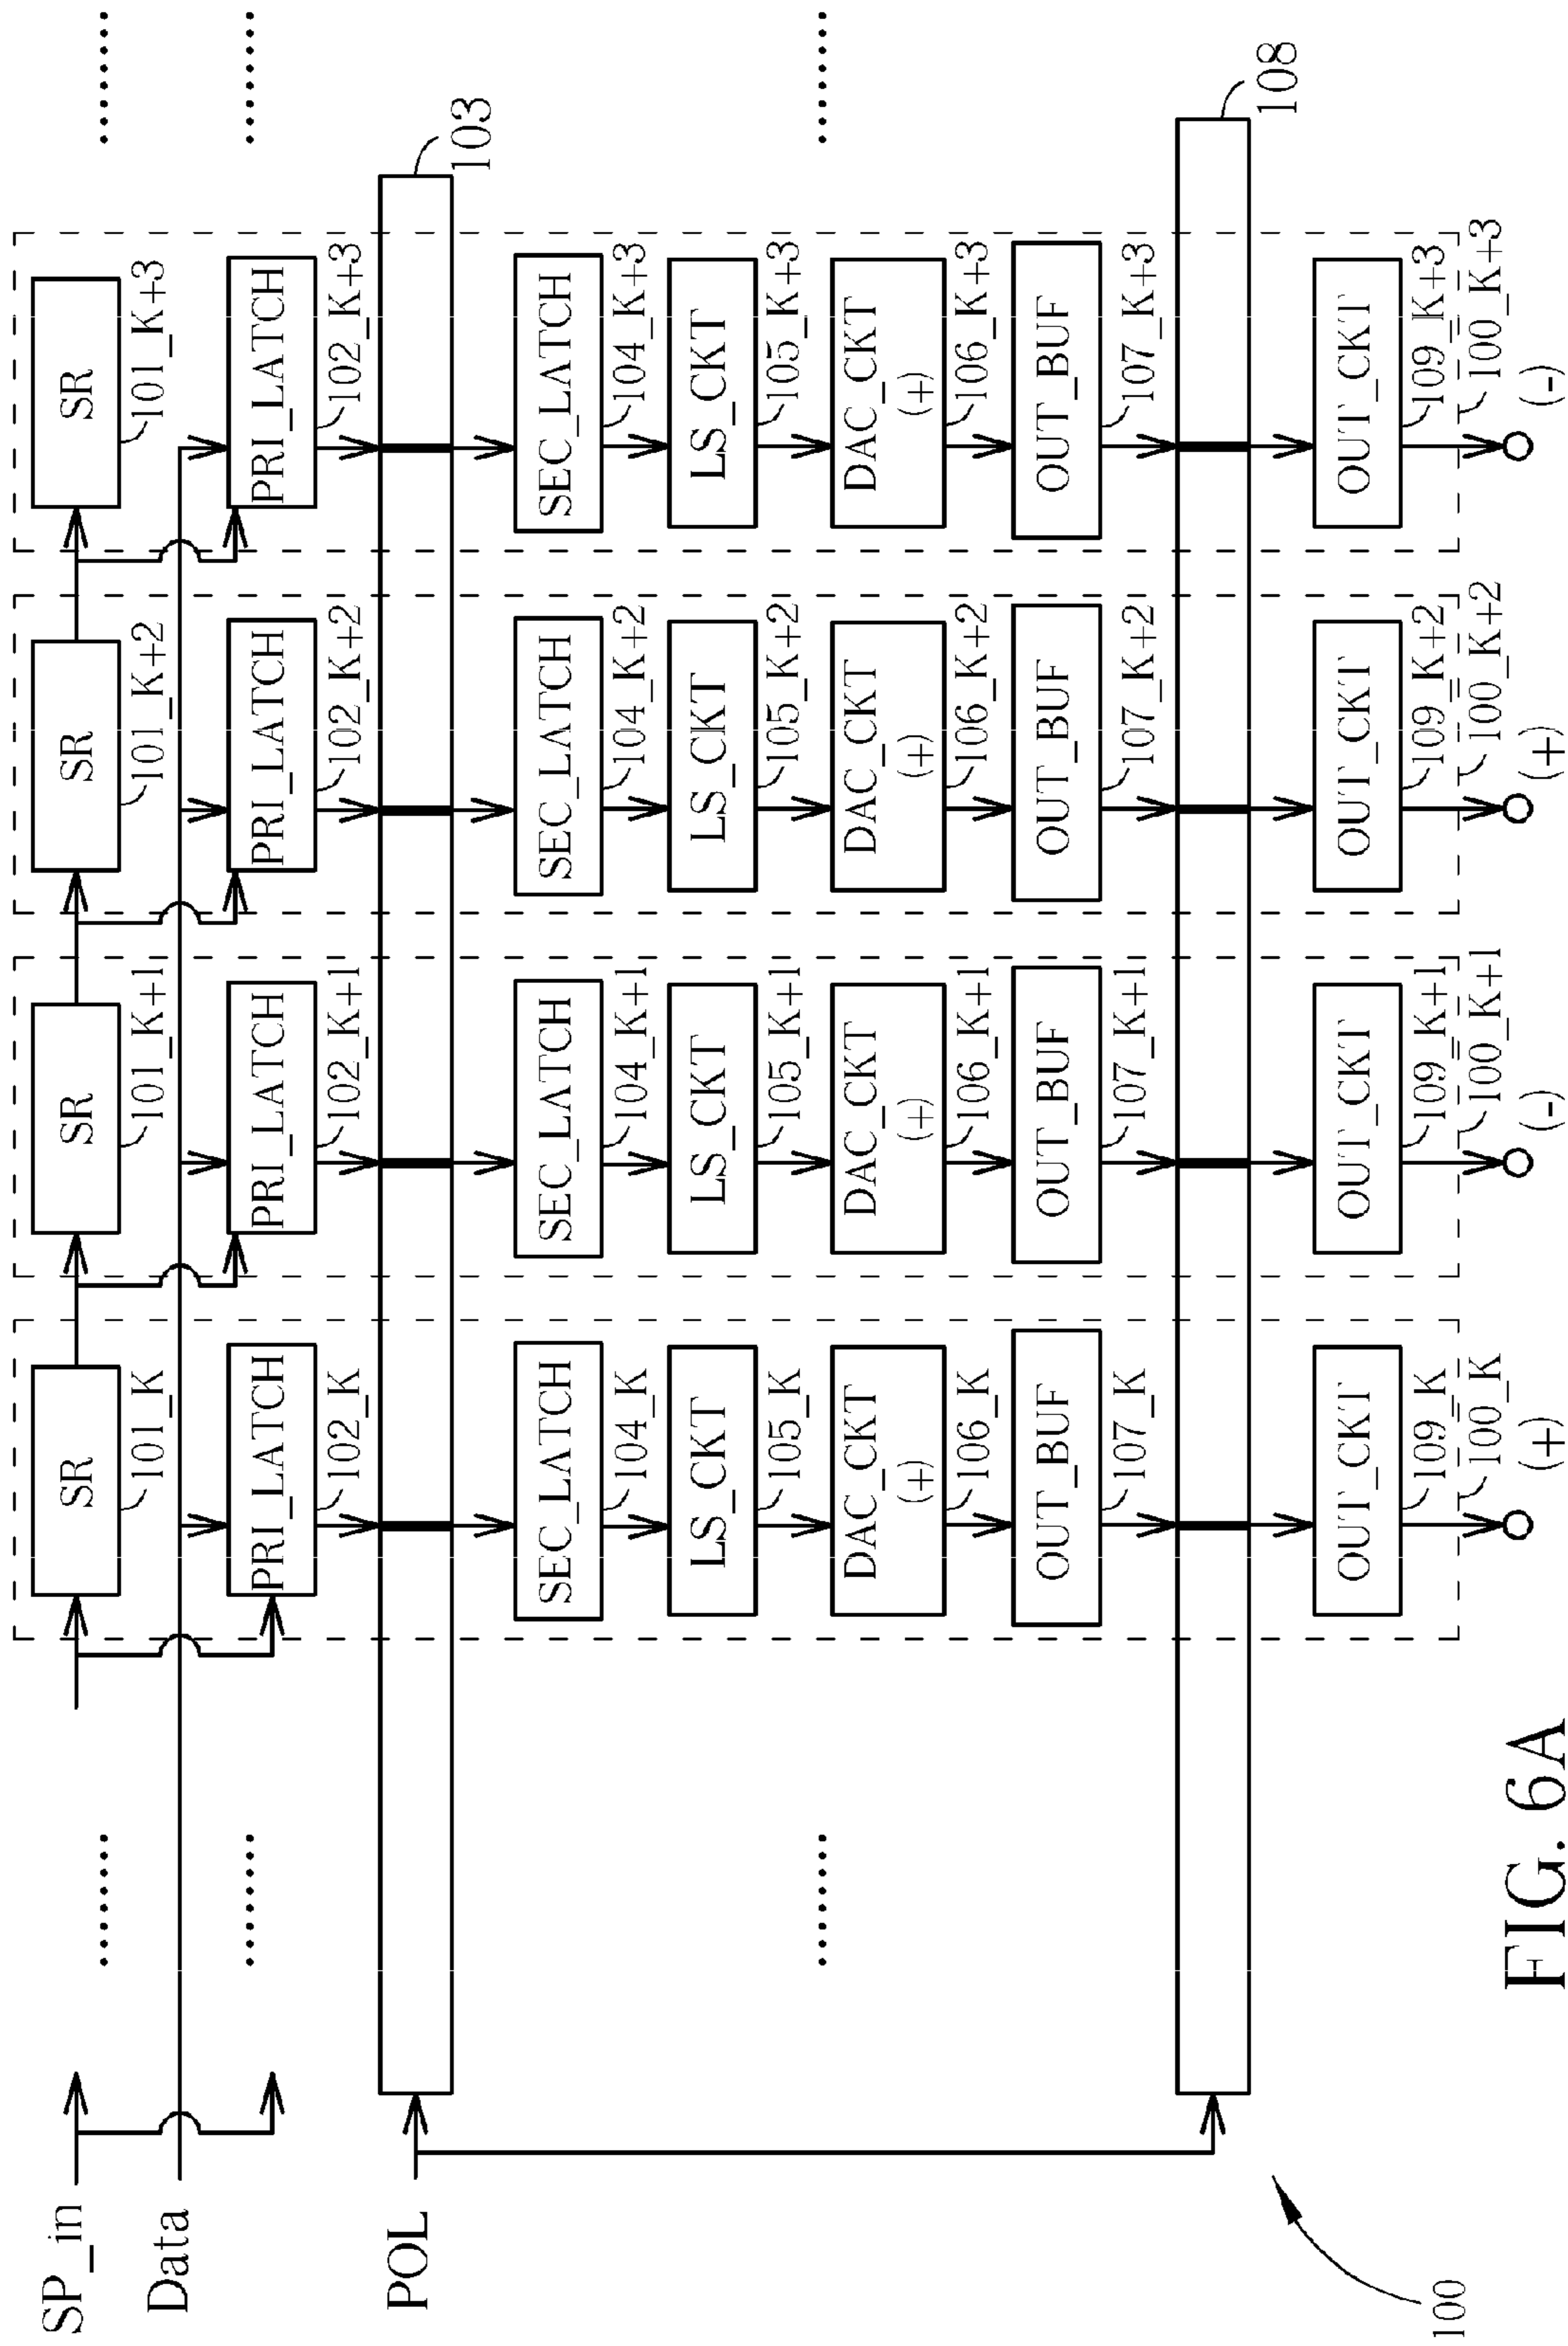 SP_in
Data
POL
SR
SR
SR
SR
101_K
101_K+1
101_K+2
101_K+3
PRI_LATCH
PRI_LATCH
PRI_LATCH
PRI_LATCH
102_K
102_K+1
102_K+2
102_K+3
103
SEC_LATCH
SEC_LATCH
SEC_LATCH
SEC_LATCH
104_K
104_K+1
104_K+2
104_K+3
LS_CKT
LS_CKT
LS_CKT
LS_CKT
105_K
105_K+1
105_K+2
105_K+3
DAC_CKT
(+)
DAC_CKT
(+)
DAC_CKT
(+)
DAC_CKT
(+)
106_K
106_K+1
106_K+2
106_K+3
OUT_BUF
OUT_BUF
OUT_BUF
OUT_BUF
107_K
107_K+1
107_K+2
107_K+3
108
OUT_CKT
OUT_CKT
OUT_CKT
OUT_CKT
109_K
109_K+1
109_K+2
109_K+3
100_K
100_K+1
100_K+2
100_K+3
(+)
(-)
(+)
(-)
100
FIG. 6A